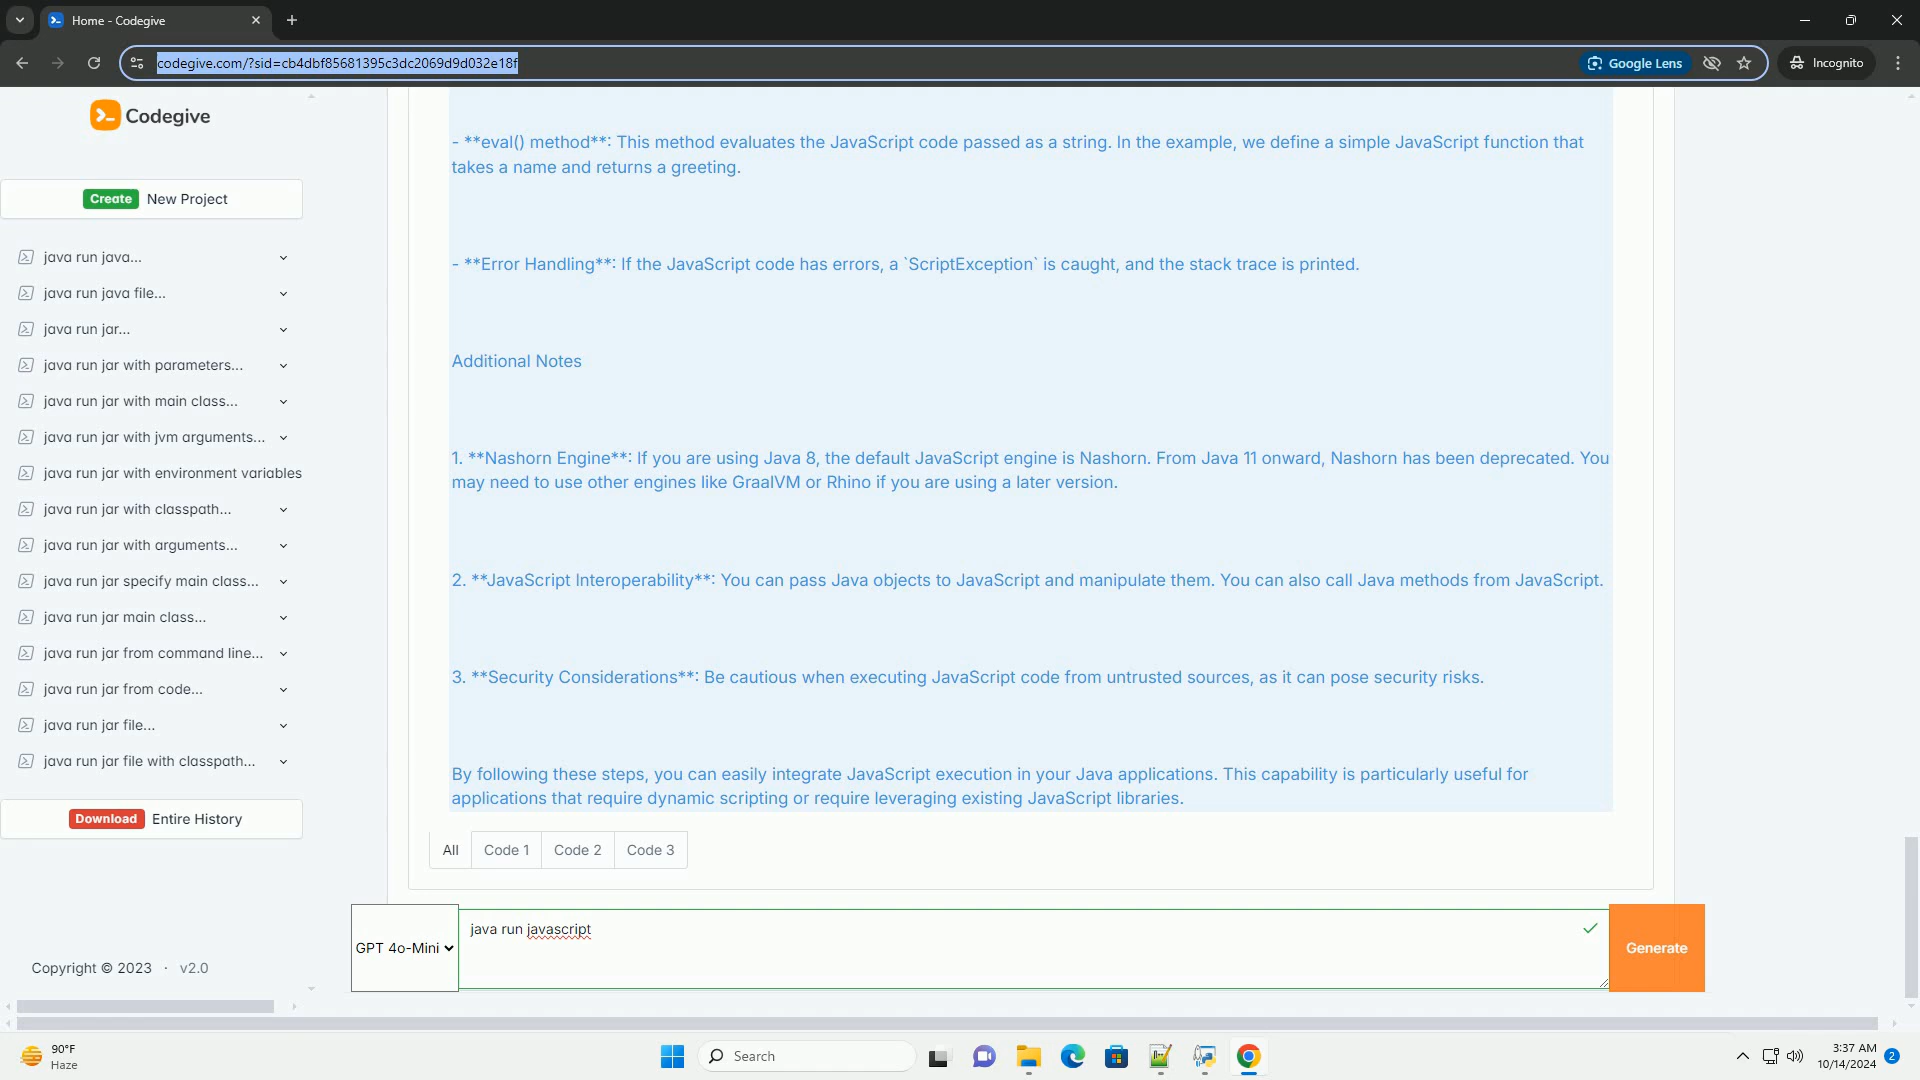 Home - Codegive
codegive.com/?sid=cb4dbf85681395c3dc2069d9d032e18f
Google Lens
Incognito
Codegive
Create New Project
java run java...
java run java file...
java run jar...
java run jar with parameters...
java run jar with main class...
java run jar with jvm arguments...
java run jar with environment variables
java run jar with classpath...
java run jar with arguments...
java run jar specify main class...
java run jar main class...
java run jar from command line...
java run jar from code...
java run jar file...
java run jar file with classpath...
Download Entire History
Copyright © 2023 · v2.0
- **eval() method**: This method evaluates the JavaScript code passed as a string. In the example, we define a simple JavaScript function that
takes a name and returns a greeting.
- **Error Handling**: If the JavaScript code has errors, a `ScriptException` is caught, and the stack trace is printed.
Additional Notes
1. **Nashorn Engine**: If you are using Java 8, the default JavaScript engine is Nashorn. From Java 11 onward, Nashorn has been deprecated. You
may need to use other engines like GraalVM or Rhino if you are using a later version.
2. **JavaScript Interoperability**: You can pass Java objects to JavaScript and manipulate them. You can also call Java methods from JavaScript.
3. **Security Considerations**: Be cautious when executing JavaScript code from untrusted sources, as it can pose security risks.
By following these steps, you can easily integrate JavaScript execution in your Java applications. This capability is particularly useful for
applications that require dynamic scripting or require leveraging existing JavaScript libraries.
All Code 1 Code 2 Code 3
GPT 4o-Mini
java run javascript
Generate
90°F
Haze
Search
3:37 AM
10/14/2024
2